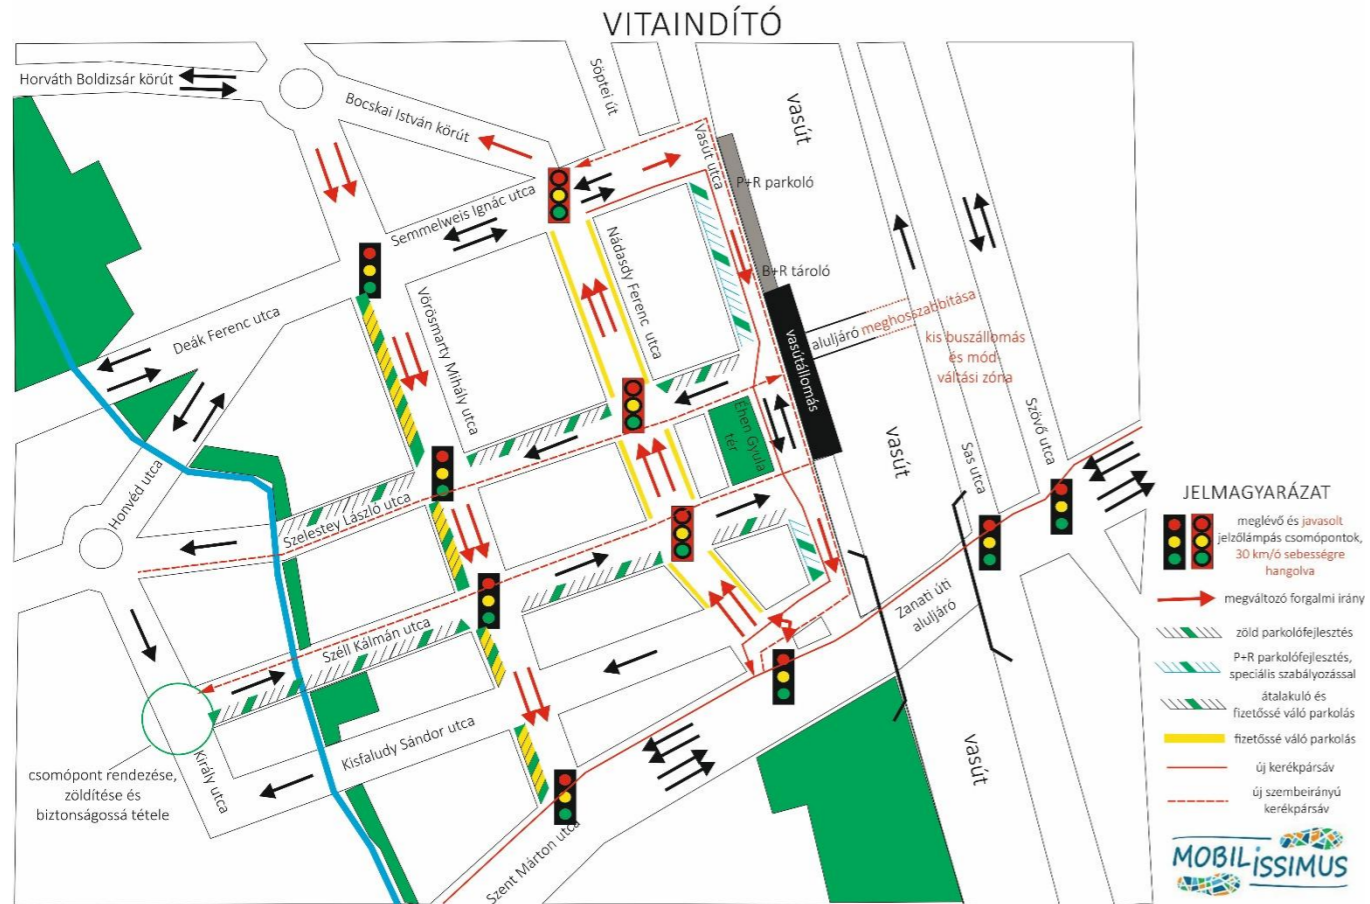 VITAINDÍTÓ
Horváth Boldizsár körút
Bocskai István körút
Söptei út
vasút
Vasút utca
P+R parkoló
Semmelweis Ignác utca
Nádasdy Ferenc utca
B+R tároló
Deák Ferenc utca
Vörösmarty Mihály utca
vasútállomás
aluljáró meghosszabbítása
kis buszállomás
és mód-
váltási zóna
Éhen Gyula
tér
Szövő utca
Sas utca
vasút
Honvéd utca
Szelestey László utca
Zanati úti
aluljáró
Széll Kálmán utca
Kisfaludy Sándor utca
Király utca
csomópont rendezése,
zöldítése és
biztonságossá tétele
Szent Márton utca
vasút
JELMAGYARÁZAT
meglévő és javasolt
jelzőlámpás csomópontok,
30 km/ó sebességre
hangolva
megváltozó forgalmi irány
zöld parkolófejlesztés
P+R parkolófejlesztés,
speciális szabályozással
átalakuló és
fizetőssé váló parkolás
fizetőssé váló parkolás
új kerékpársáv
új szembeirányú
kerékpársáv
MOBILISSIMUS